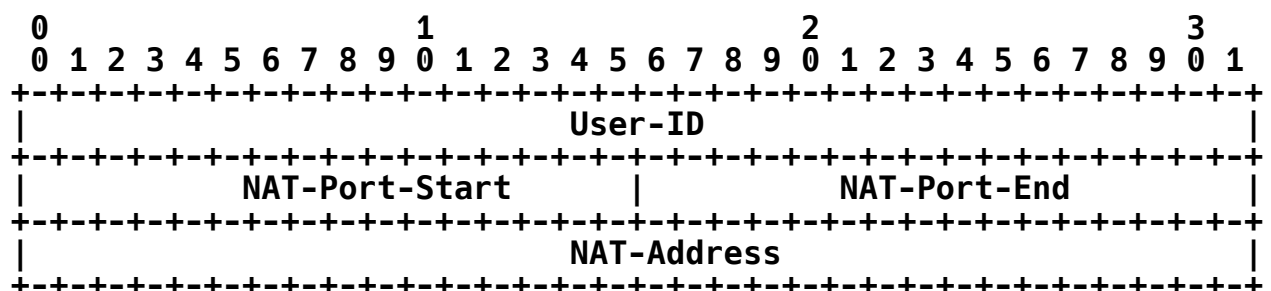 0                   1                   2                   3
 0 1 2 3 4 5 6 7 8 9 0 1 2 3 4 5 6 7 8 9 0 1 2 3 4 5 6 7 8 9 0 1
+-+-+-+-+-+-+-+-+-+-+-+-+-+-+-+-+-+-+-+-+-+-+-+-+-+-+-+-+-+-+-+-+
|                            User-ID                            |
+-+-+-+-+-+-+-+-+-+-+-+-+-+-+-+-+-+-+-+-+-+-+-+-+-+-+-+-+-+-+-+-+
|           NAT-Port-Start      |          NAT-Port-End         |
+-+-+-+-+-+-+-+-+-+-+-+-+-+-+-+-+-+-+-+-+-+-+-+-+-+-+-+-+-+-+-+-+
|                            NAT-Address                        |
+-+-+-+-+-+-+-+-+-+-+-+-+-+-+-+-+-+-+-+-+-+-+-+-+-+-+-+-+-+-+-+-+